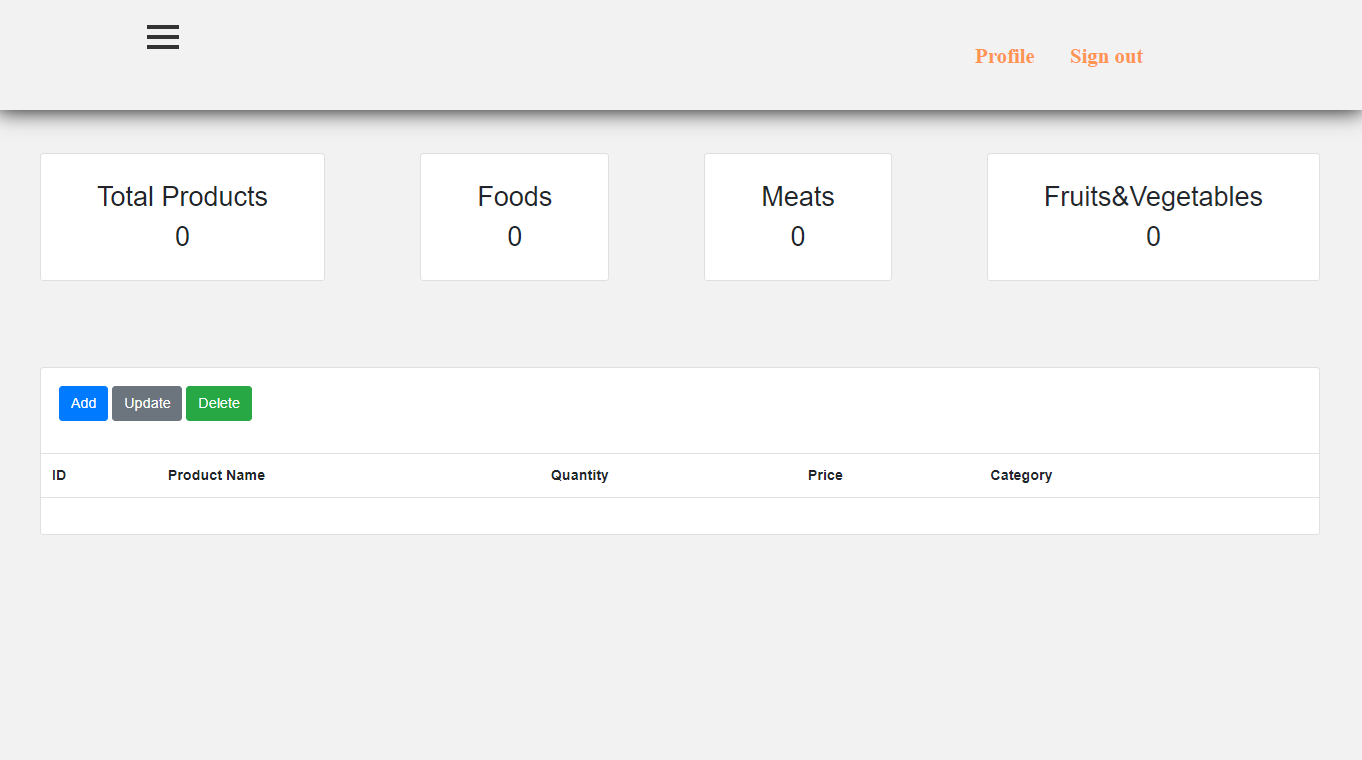 Profile Sign out
Total Products Foods Meats Fruits&Vegetables
0 0 0 0
Add Update Delete
ID Product Name Quantity Price Category